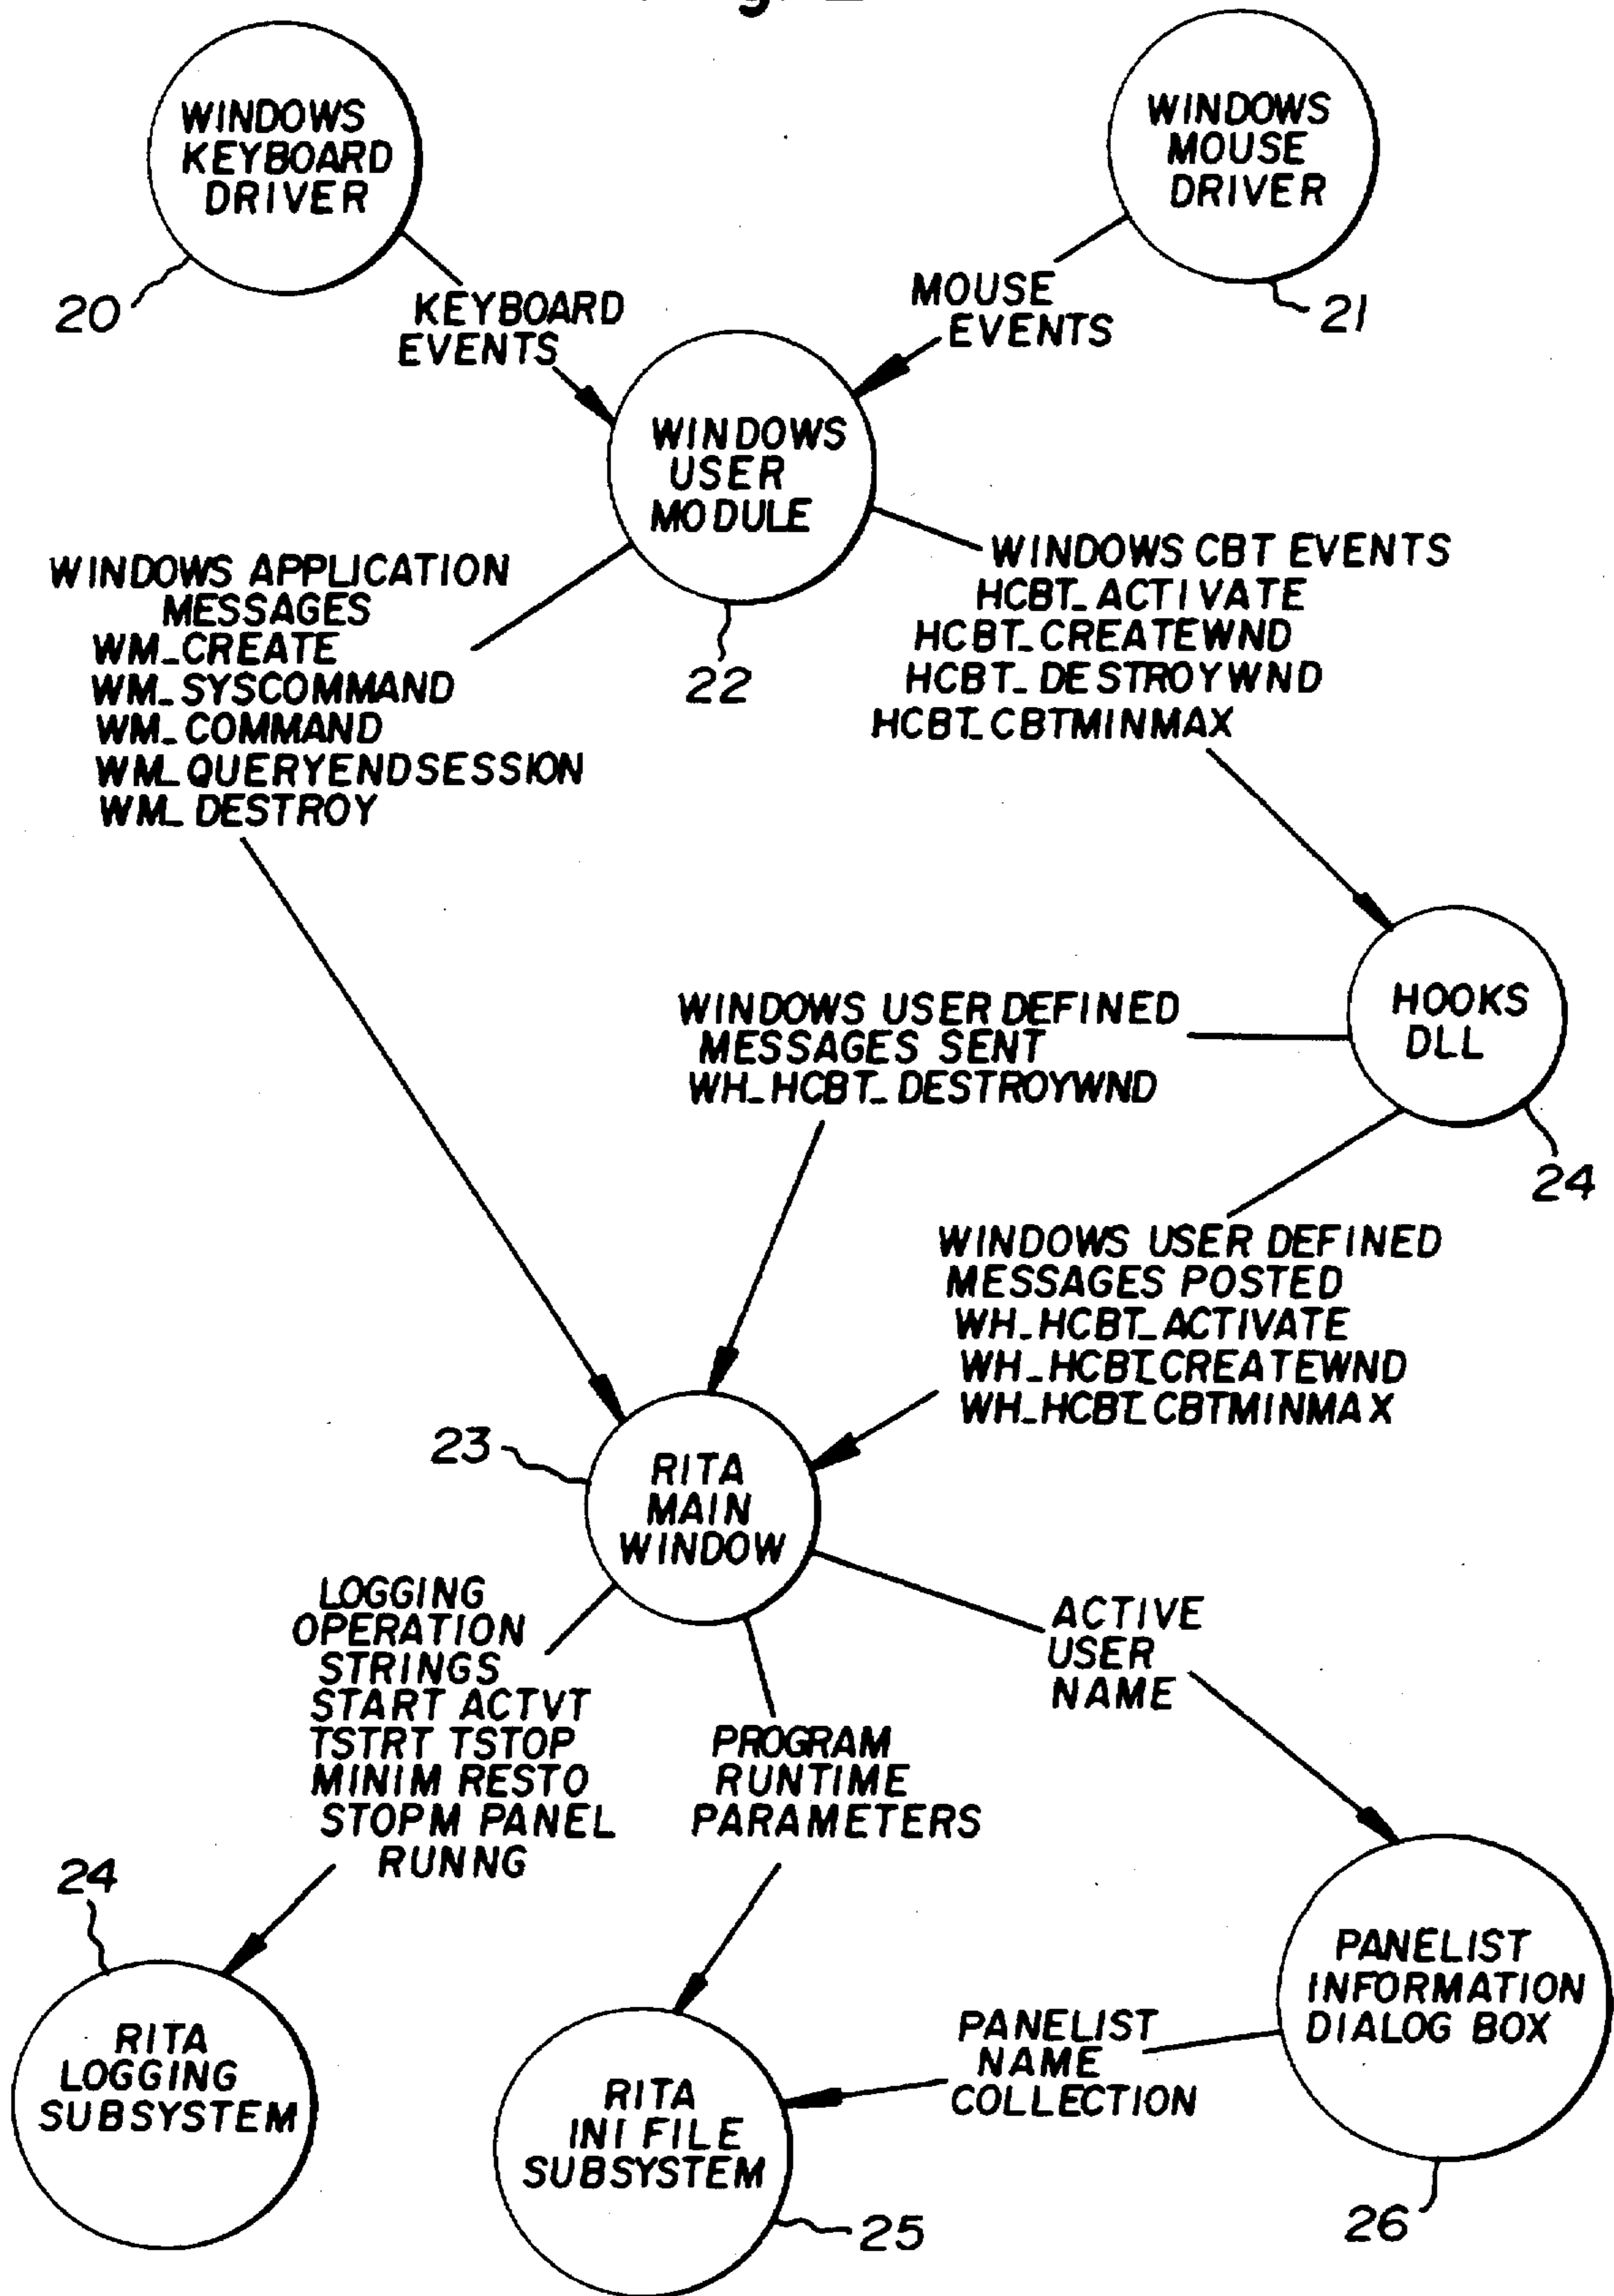 WINDOWS
KEYBOARD
DRIVER
20
WINDOWS
MOUSE
DRIVER
21
KEYBOARD
EVENTS
MOUSE
EVENTS
WINDOWS
USER
MODULE
22
WINDOWS APPLICATION
MESSAGES
WM_CREATE
WM_SYSCOMMAND
WM_COMMAND
WM_QUERYENDSESSION
WM_DESTROY
WINDOWS CBT EVENTS
HCBT_ACTIVATE
HCBT_CREATEWND
HCBT_DESTROYWND
HCBT_CBTMINMAX
HOOKS
DLL
24
WINDOWS USER DEFINED
MESSAGES SENT
WH_HCBT_DESTROYWND
WINDOWS USER DEFINED
MESSAGES POSTED
WH_HCBT_ACTIVATE
WH_HCBT_CREATEWND
WH_HCBT_CBTMINMAX
23
RITA
MAIN
WINDOW
LOGGING
OPERATION
STRINGS
START ACTVT
TSTRT TSTOP
MINIM RESTO
STOPM PANEL
RUNNG
PROGRAM
RUNTIME
PARAMETERS
ACTIVE
USER
NAME
24
RITA
LOGGING
SUBSYSTEM
RITA
INI FILE
SUBSYSTEM
25
PANELIST
NAME
COLLECTION
PANELIST
INFORMATION
DIALOG BOX
26